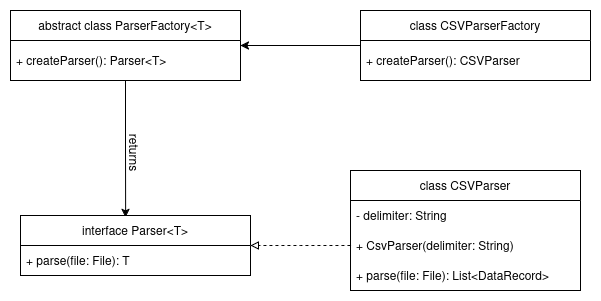 abstract class ParserFactory<T>
+ createParser(): Parser<T>
class CSVParserFactory
+ createParser(): CSVParser
returns
interface Parser<T>
+ parse(file: File): T
class CSVParser
- delimiter: String
+ CsvParser(delimiter: String)
+ parse(file: File): List<DataRecord>